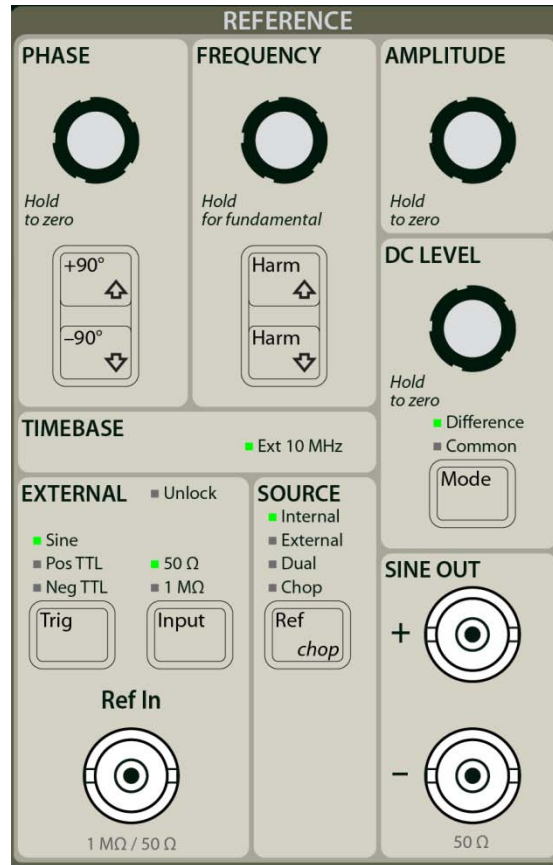 REFERENCE
PHASE
Hold
to zero
+90°
–90°
FREQUENCY
Hold
for fundamental
Harm
Harm
AMPLITUDE
Hold
to zero
DC LEVEL
Hold
to zero
Difference
Common
Mode
TIMEBASE
Ext 10 MHz
EXTERNAL
Unlock
Sine
Pos TTL
Neg TTL
50 Ω
1 MΩ
Trig
Input
Ref In
1 MΩ / 50 Ω
SOURCE
Internal
External
Dual
Chop
Ref
chop
SINE OUT
+
–
50 Ω